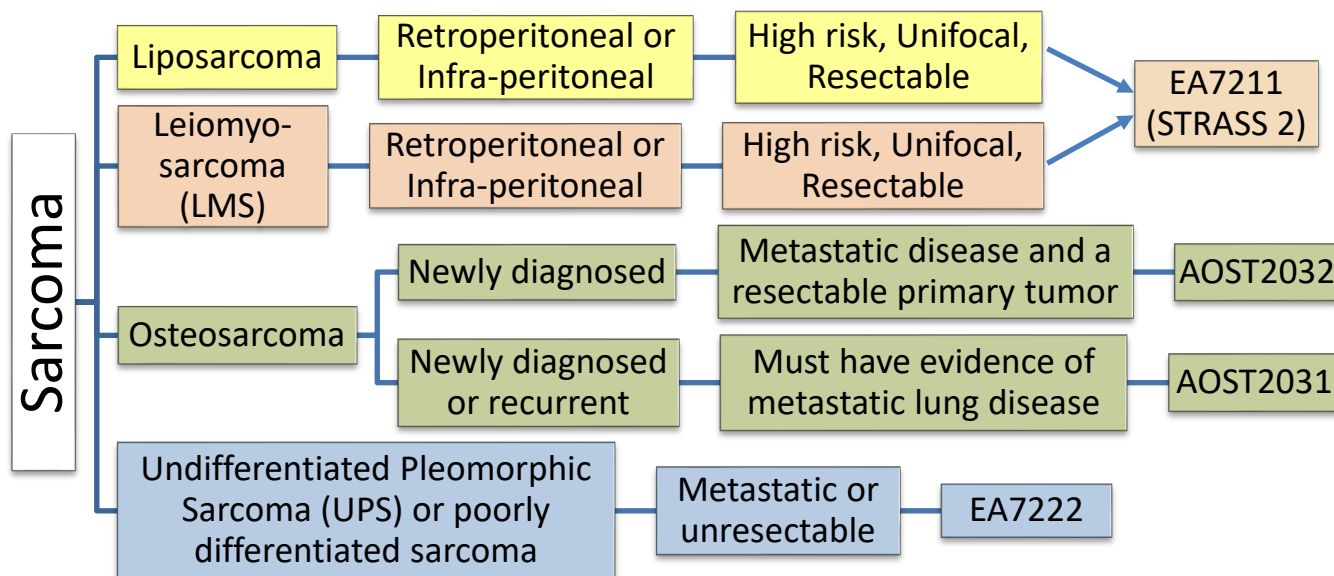 Sarcoma
Liposarcoma
Retroperitoneal or
Infra-peritoneal
High risk, Unifocal,
Resectable
EA7211
(STRASS 2)
Leiomyo-
sarcoma
(LMS)
Retroperitoneal or
Infra-peritoneal
High risk, Unifocal,
Resectable
Osteosarcoma
Newly diagnosed
Metastatic disease and a
resectable primary tumor
AOST2032
Newly diagnosed
or recurrent
Must have evidence of
metastatic lung disease
AOST2031
Undifferentiated Pleomorphic
Sarcoma (UPS) or poorly
differentiated sarcoma
Metastatic or
unresectable
EA7222